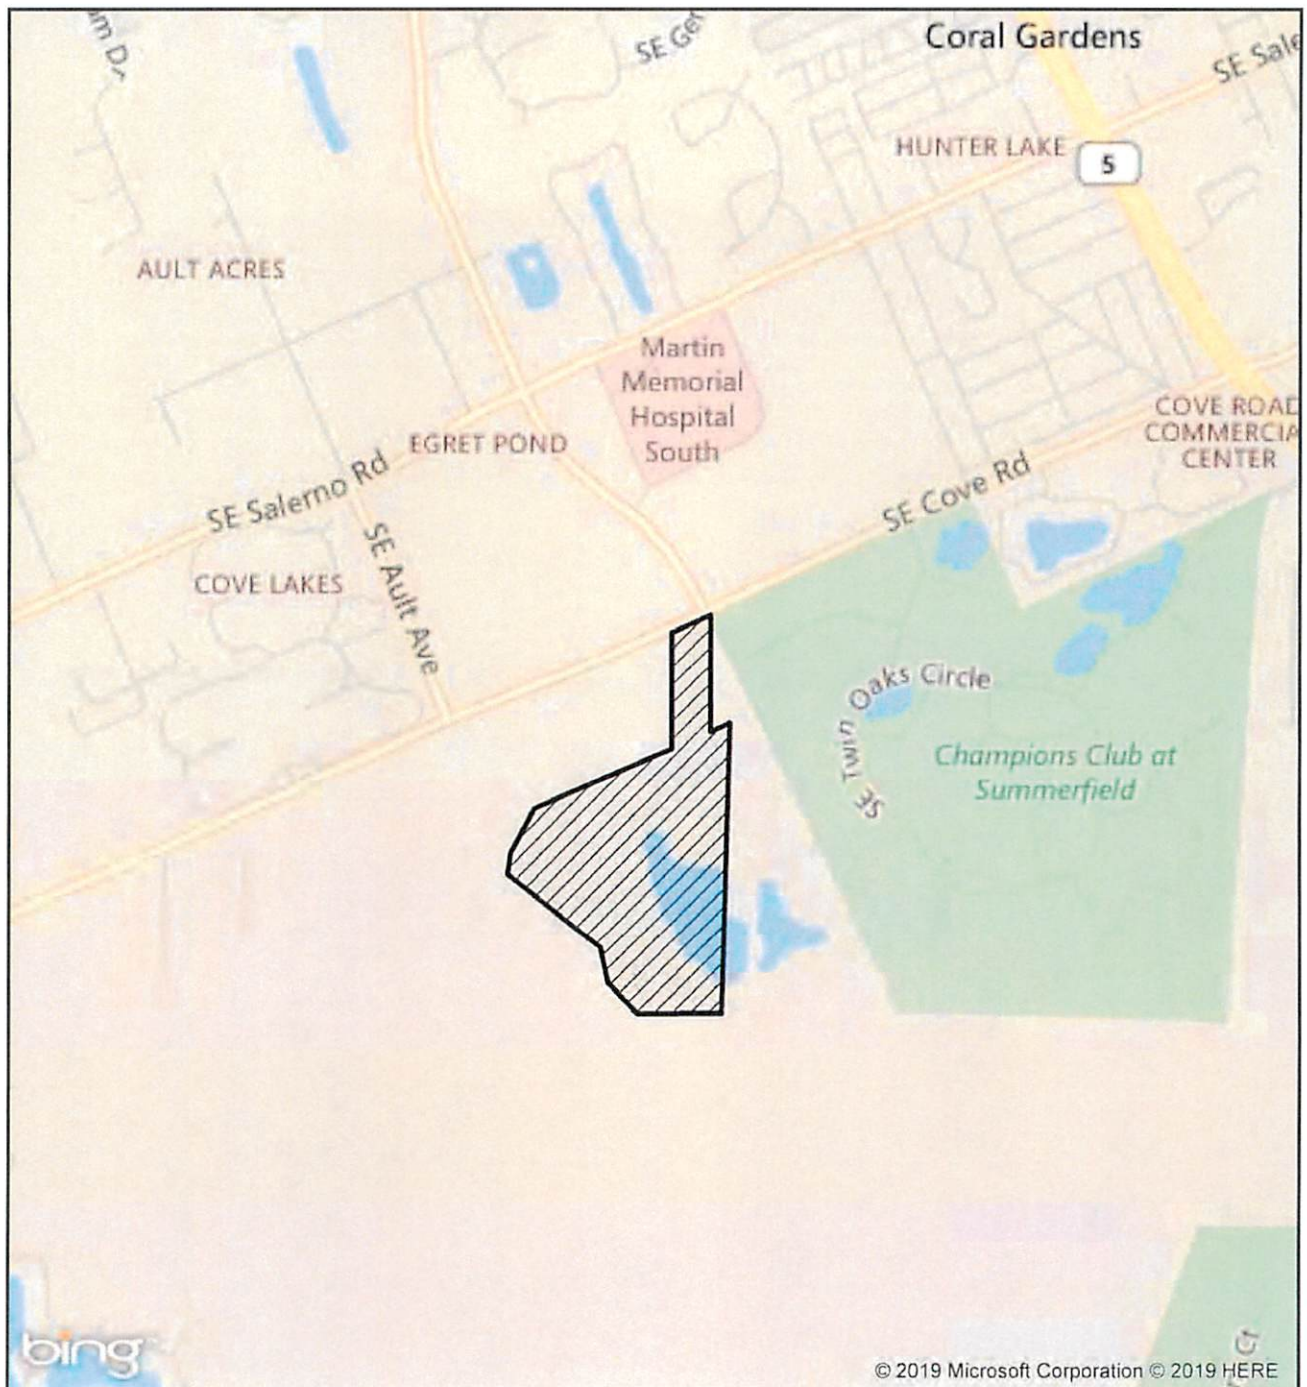 m Dr
SE Ger
Coral Gardens
SE Sale
HUNTER LAKE
5
AULT ACRES
Martin
Memorial
Hospital
South
COVE ROAD
COMMERCIA
CENTER
EGRET POND
SE Salerno Rd
SE Cove Rd
SE Ault Ave
COVE LAKES
SE Twin Oaks Circle
Champions Club at
Summerfield
bing
© 2019 Microsoft Corporation © 2019 HERE